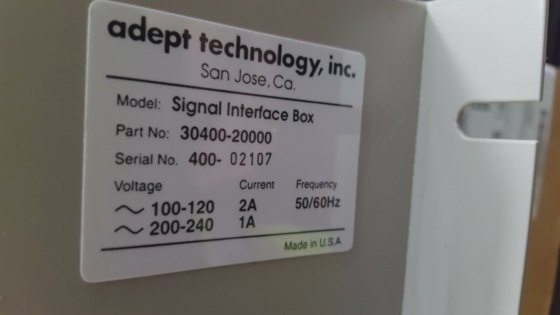 adept technology, inc.
San Jose, Ca.
Model: Signal Interface Box
Part No: 30400-20000
Serial No. 400- 02107
Voltage Current Frequency
~ 100-120 2A 50/60Hz
~ 200-240 1A
Made in U.S.A